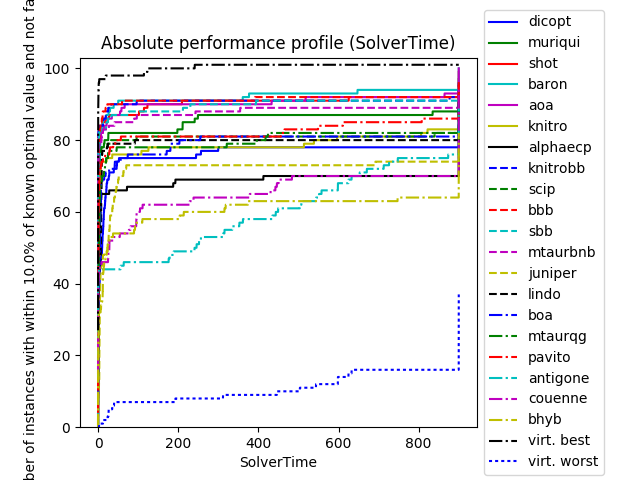 Absolute performance profile (SolverTime)
ber of instances with within 10.0% of known optimal value and not fa
100
80
60
40
20
0
0 200 400 600 800
SolverTime
dicopt
muriqui
shot
baron
aoa
knitro
alphaecp
knitrobb
scip
bbb
sbb
mtaurbnb
juniper
lindo
boa
mtaurqg
pavito
antigone
couenne
bhyb
virt. best
virt. worst